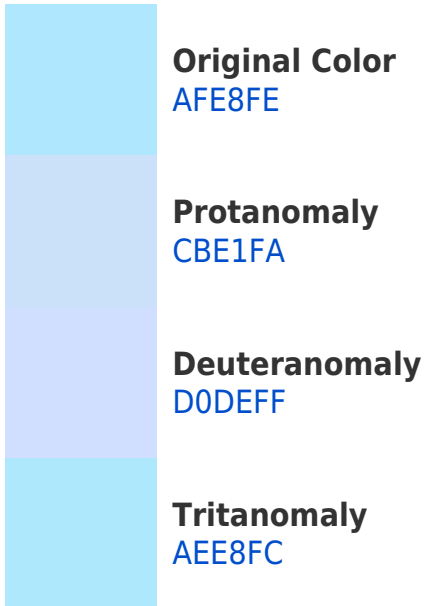 Original Color
AFE8FE
Protanomaly
CBE1FA
Deuteranomaly
D0DEFF
Tritanomaly
AEE8FC